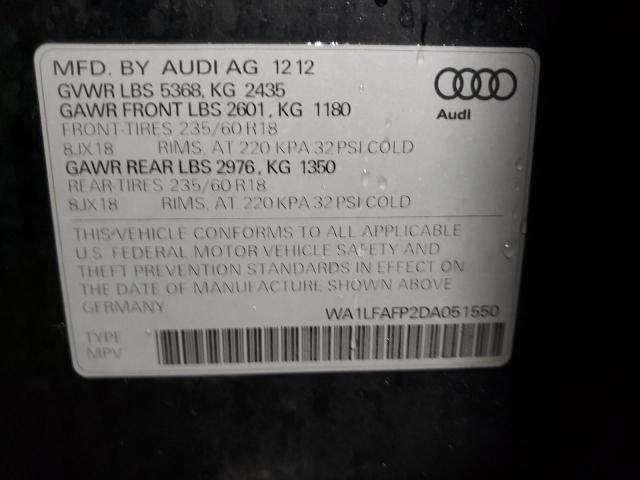 MFD. BY AUDI AG 12 12
GVWR LBS 5368, KG 2435
GAWR FRONT LBS 2601, KG 1180
FRONT-TIRES 235/60 R18
8JX18 RIMS, AT 220 KPA 32 PSI COLD
GAWR REAR LBS 2976, KG 1350
REAR-TIRES 235/60 R18
8JX18 RIMS, AT 220 KPA 32 PSI COLD
Audi
THIS-VEHICLE CONFORMS TO ALL APPLICABLE
U.S. FEDERAL MOTOR VEHICLE SAFETY AND
THEFT PREVENTION STANDARDS IN EFFECT ON
THE DATE OF MANUFACTURE SHOWN ABOVE
GERMANY
WA1LFAFP2DA051550
TYPE
MPV